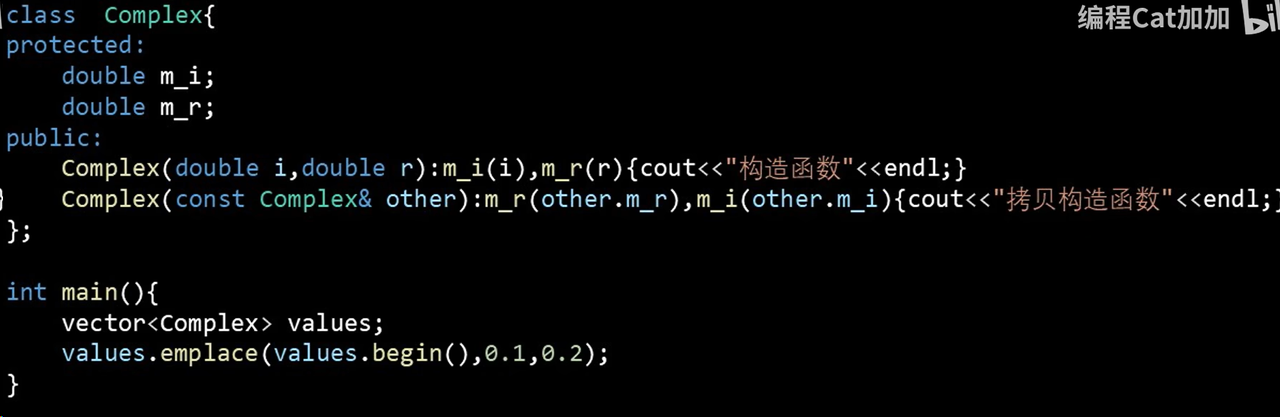 编程Cat加加
class  Complex{
protected:
    double m_i;
    double m_r;
public:
    Complex(double i,double r):m_i(i),m_r(r){cout<<"构造函数"<<endl;}
    Complex(const Complex& other):m_r(other.m_r),m_i(other.m_i){cout<<"拷贝构造函数"<<endl;}
};
int main(){
    vector<Complex> values;
    values.emplace(values.begin(),0.1,0.2);
}